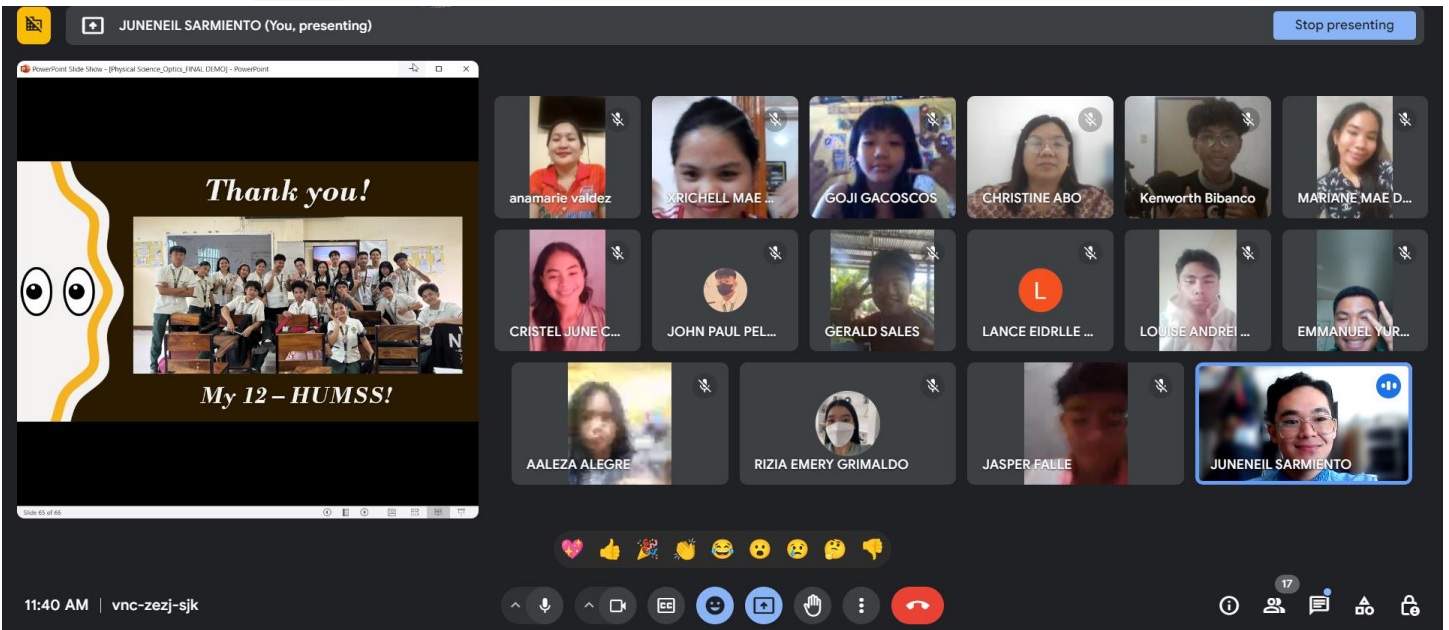 JUNENEIL SARMIENTO (You, presenting)
Stop presenting
PowerPoint Slide Show - [Physical Science_Optics_FINAL DEMO] - PowerPoint
Thank you!
My 12 – HUMSS!
Slide 65 of 66
anamarie valdez
XRICHELL MAE ...
GOJI GACOSCOS
CHRISTINE ABO
Kenworth Bibanco
MARIANE MAE D...
CRISTEL JUNE C...
JOHN PAUL PEL...
GERALD SALES
L
LANCE EIDRLLE ...
LOUISE ANDREI ...
EMMANUEL YUR...
AALEZA ALEGRE
RIZIA EMERY GRIMALDO
JASPER FALLE
JUNENEIL SARMIENTO
11:40 AM | vnc-zezj-sjk
CC
17